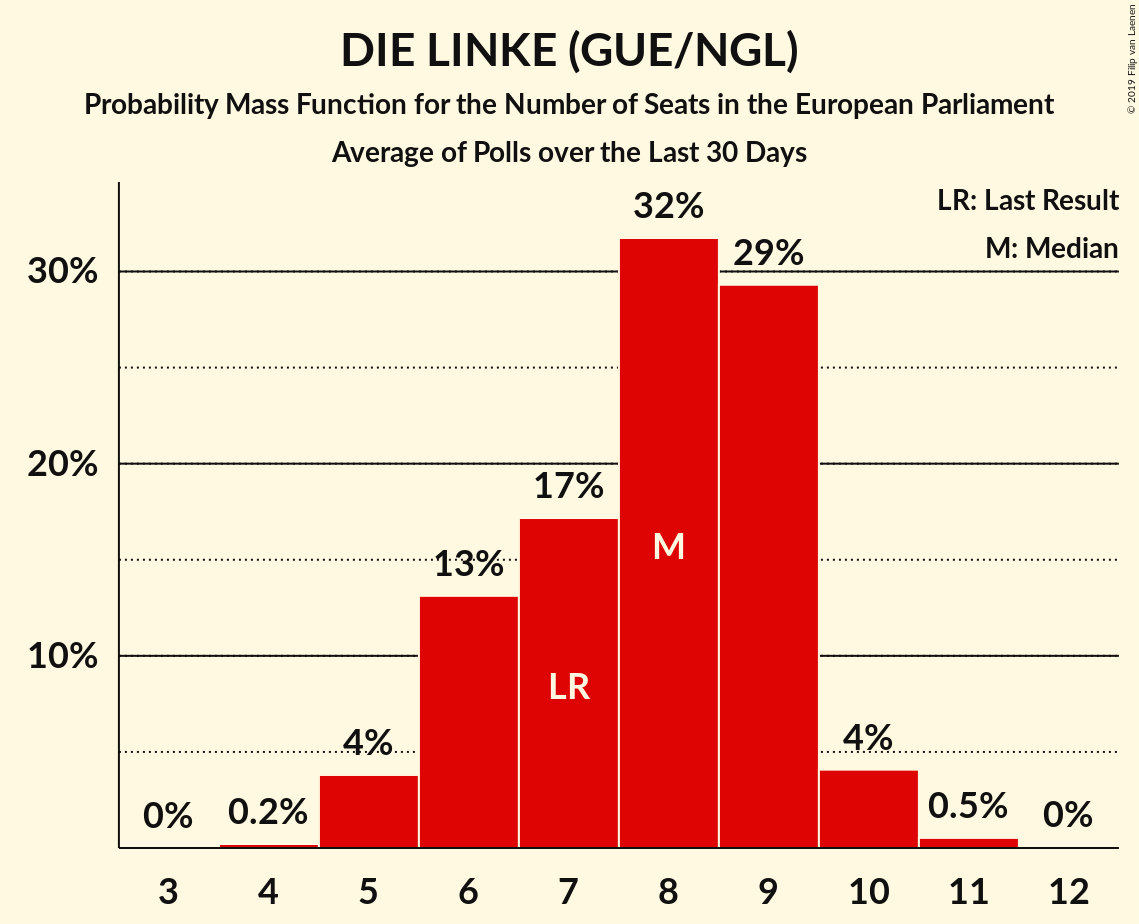 DIE LINKE (GUE/NGL)
Probability Mass Function for the Number of Seats in the European Parliament
Average of Polls over the Last 30 Days
© 2019 Filip van Laenen
LR: Last Result
M: Median
30%
20%
10%
0%
0.2%
4%
13%
17%
32%
29%
4%
0.5%
0%
LR
M
3 4 5 6 7 8 9 10 11 12